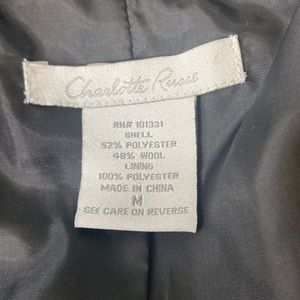 Charlotte Russe
RN# 101331
SHELL
52% POLYESTER
48% WOOL
LINING
100% POLYESTER
MADE IN CHINA
M
SEE CARE ON REVERSE